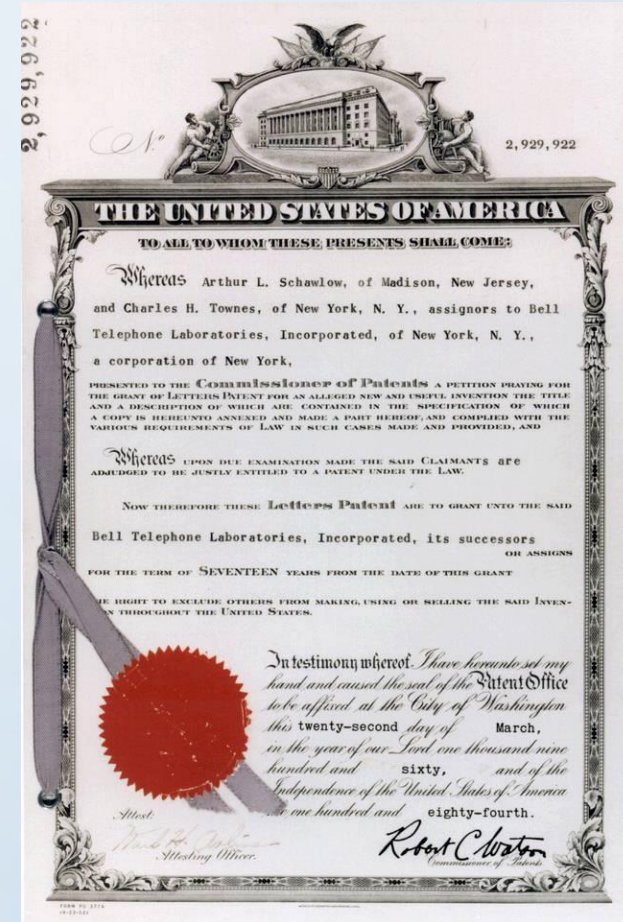 2,929,922
No. 2,929,922
THE UNITED STATES OF AMERICA
TO ALL TO WHOM THESE PRESENTS SHALL COME:
Whereas Arthur L. Schawlow, of Madison, New Jersey,
and Charles H. Townes, of New York, N. Y., assignors to Bell
Telephone Laboratories, Incorporated, of New York, N. Y.,
a corporation of New York,
PRESENTED TO THE Commissioner of Patents A PETITION PRAYING FOR
THE GRANT OF LETTERS PATENT FOR AN ALLEGED NEW AND USEFUL INVENTION THE TITLE
AND A DESCRIPTION OF WHICH ARE CONTAINED IN THE SPECIFICATION OF WHICH
A COPY IS HEREUNTO ANNEXED AND MADE A PART HEREOF, AND COMPLIED WITH THE
VARIOUS REQUIREMENTS OF LAW IN SUCH CASES MADE AND PROVIDED, AND
Whereas UPON DUE EXAMINATION MADE THE SAID CLAIMANTs are
ADJUDGED TO BE JUSTLY ENTITLED TO A PATENT UNDER THE LAW.
NOW THEREFORE THESE Letters Patent ARE TO GRANT UNTO THE SAID
Bell Telephone Laboratories, Incorporated, its successors
OR ASSIGNS
FOR THE TERM OF SEVENTEEN YEARS FROM THE DATE OF THIS GRANT
HE RIGHT TO EXCLUDE OTHERS FROM MAKING, USING OR SELLING THE SAID INVEN-
ON THROUGHOUT THE UNITED STATES.
In testimony whereof I have hereunto set my
hand and caused the seal of the Patent Office
to be affixed at the City of Washington
this twenty-second day of March,
in the year of our Lord one thousand nine
hundred and sixty, and of the
Independence of the United States of America
one hundred and eighty-fourth.
Attest:
Attesting Officer.
Robert C Watson
Commissioner of Patents